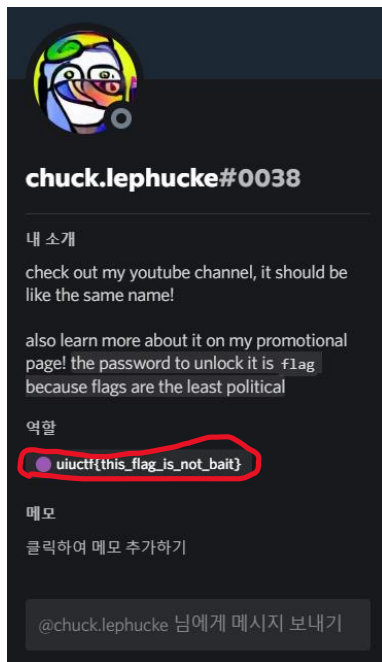 chuck.lephucke#0038
내 소개
check out my youtube channel, it should be
like the same name!
also learn more about it on my promotional
page! the password to unlock it is flag
because flags are the least political
역할
uiuctf{this_flag_is_not_bait}
메모
클릭하여 메모 추가하기
@chuck.lephucke 님에게 메시지 보내기